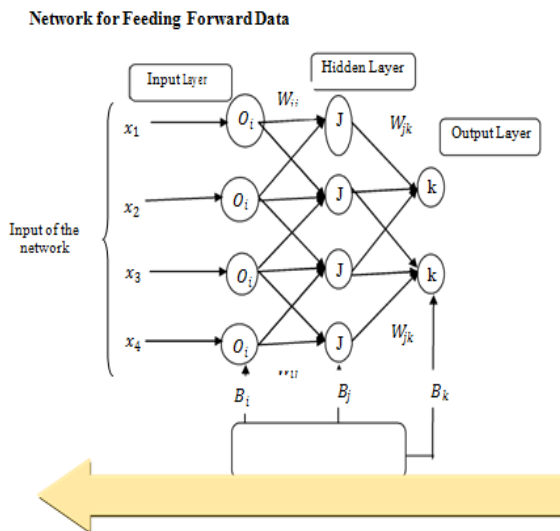 Network for Feeding Forward Data
Input Layer
Hidden Layer
Output Layer
Input of the
network
x1
x2
x3
x4
Oi
Oi
Oi
Oi
J
J
J
J
Wjk
Wjk
k
k
Bi
Bj
Bk